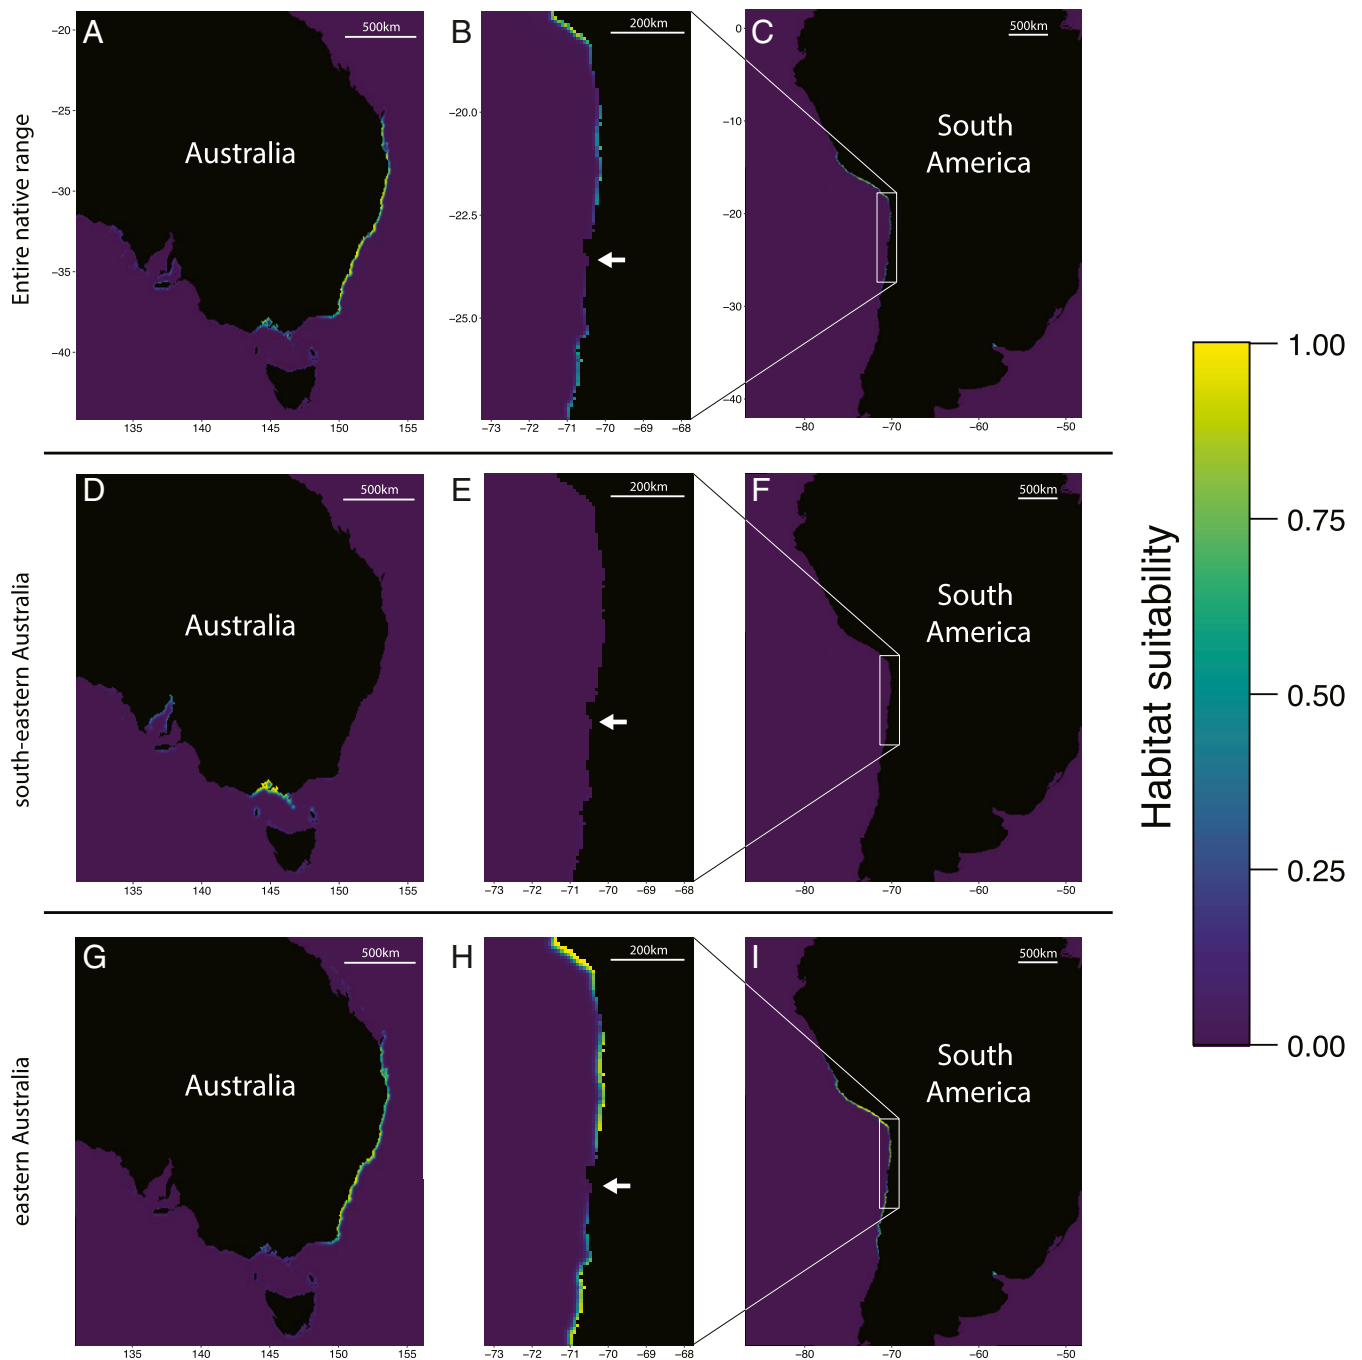 A
500km
Australia
−20
−25
−30
−35
−40
135
140
145
150
155
Entire native range
B
200km
−20.0
−22.5
−25.0
−73
−72
−71
−70
−69
−68
C
500km
South
America
0
−10
−20
−30
−40
−80
−70
−60
−50
D
500km
Australia
135
140
145
150
155
south-eastern Australia
E
200km
−73
−72
−71
−70
−69
−68
F
500km
South
America
−80
−70
−60
−50
G
500km
Australia
135
140
145
150
155
eastern Australia
H
200km
−73
−72
−71
−70
−69
−68
I
500km
South
America
−80
−70
−60
−50
Habitat suitability
1.00
0.75
0.50
0.25
0.00